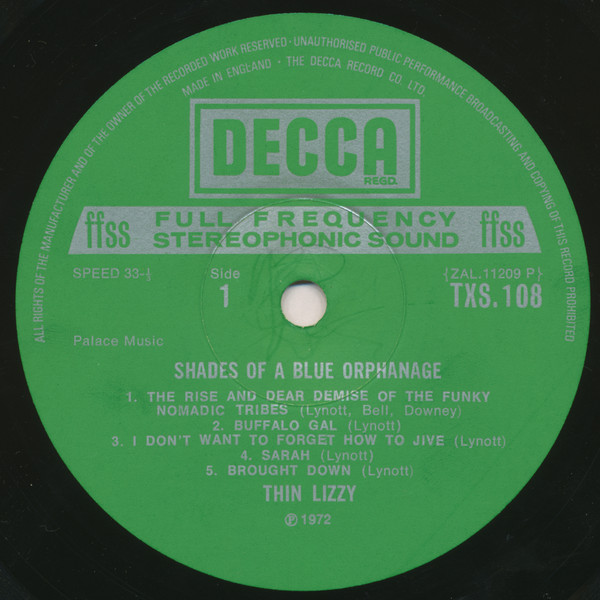 ALL RIGHTS OF THE MANUFACTURER AND OF THE OWNER OF THE RECORDED WORK RESERVED · UNAUTHORISED PUBLIC PERFORMANCE BROADCASTING AND COPYING OF THIS RECORD PROHIBITED
MADE IN ENGLAND · THE DECCA RECORD CO. LTD.
DECCA
REGD.
ffss FULL FREQUENCY STEREOPHONIC SOUND ffss
SPEED 33-⅓ Side {ZAL.11209 P}
1 TXS.108
Palace Music
SHADES OF A BLUE ORPHANAGE
1. THE RISE AND DEAR DEMISE OF THE FUNKY
NOMADIC TRIBES (Lynott, Bell, Downey)
2. BUFFALO GAL (Lynott)
3. I DON'T WANT TO FORGET HOW TO JIVE (Lynott)
4. SARAH (Lynott)
5. BROUGHT DOWN (Lynott)
THIN LIZZY
℗ 1972